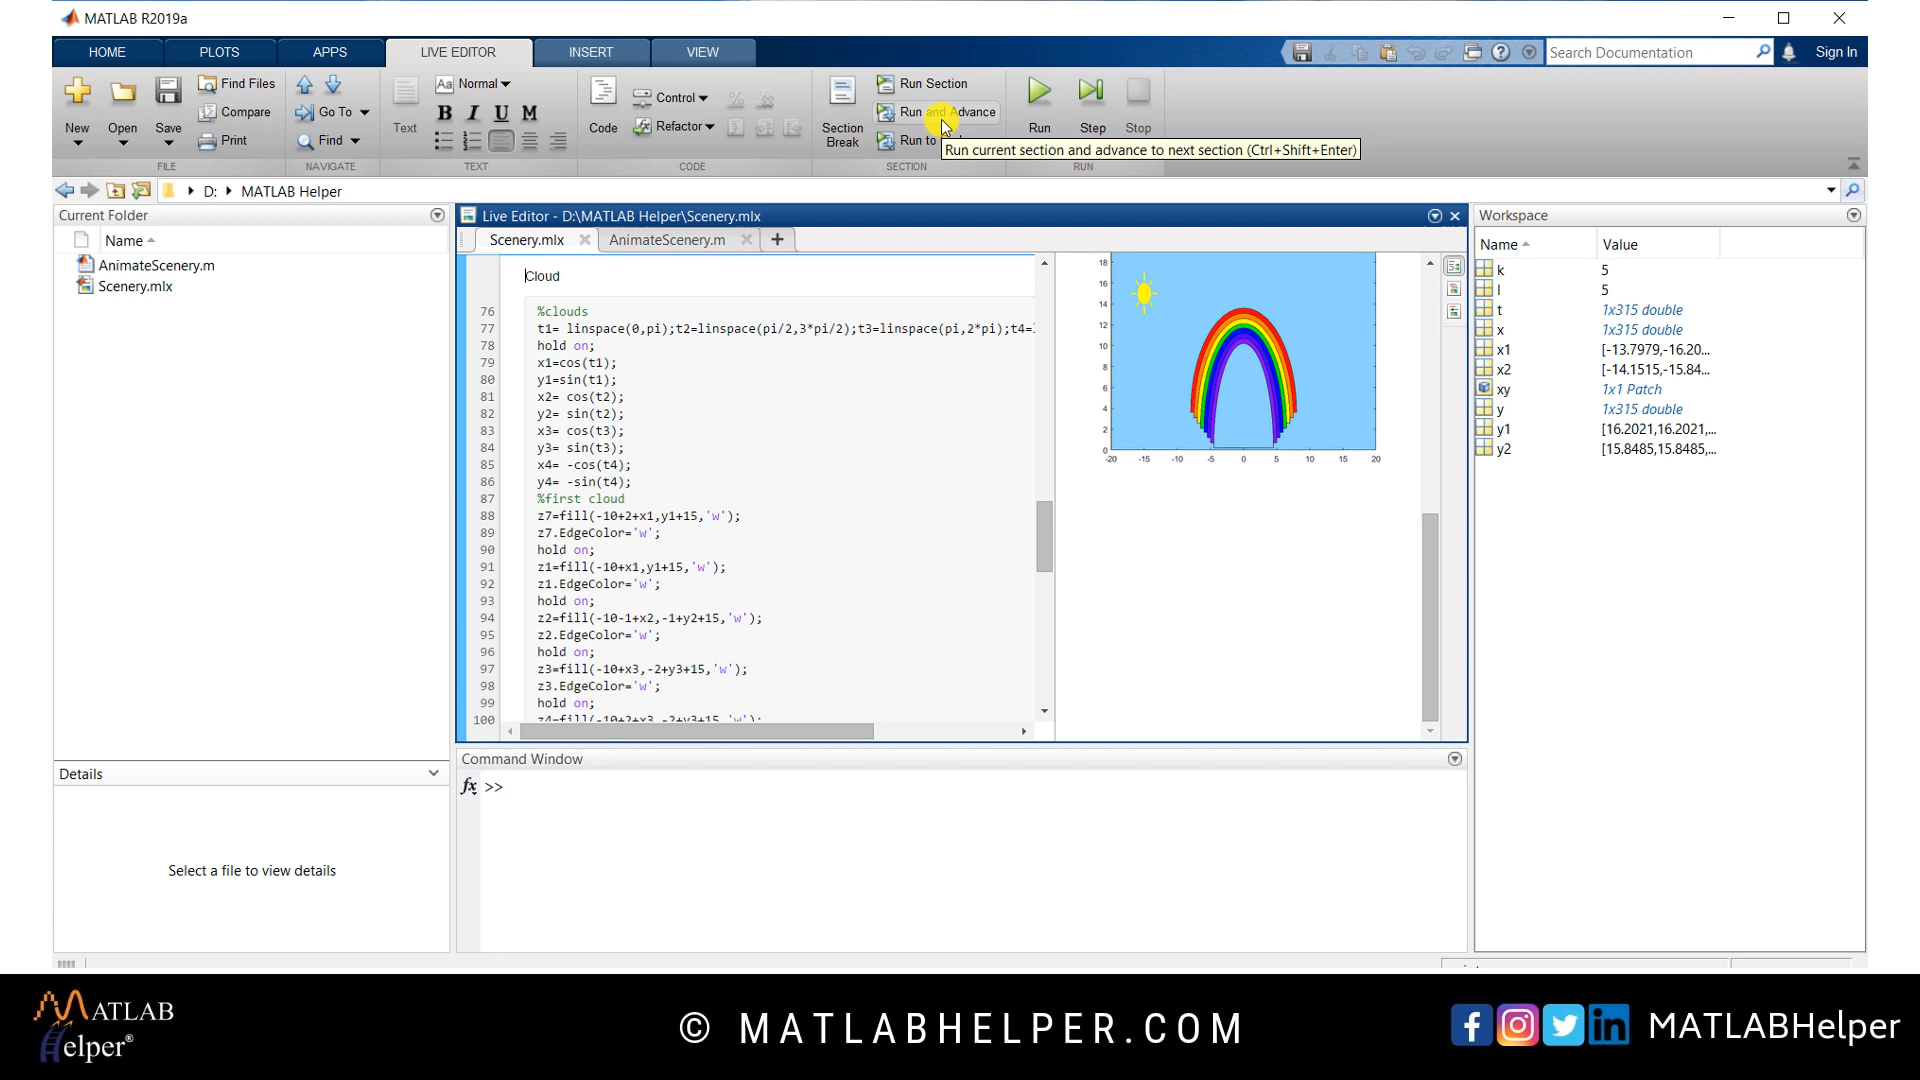 MATLAB R2019a
HOME PLOTS APPS LIVE EDITOR INSERT VIEW
Search Documentation
Sign In
New Open Save
Find Files
Compare
Print
FILE
Go To
Find
NAVIGATE
Text
Aa Normal
B I U M
TEXT
Code
Control
Refactor
CODE
Section
Break
Run Section
Run and Advance
Run to
SECTION
Run Step Stop
RUN
Run current section and advance to next section (Ctrl+Shift+Enter)
D: MATLAB Helper
Current Folder
Name
AnimateScenery.m
Scenery.mlx
Details
Select a file to view details
Live Editor - D:\MATLAB Helper\Scenery.mlx
Scenery.mlx AnimateScenery.m
Cloud
76 %clouds
77 t1= linspace(0,pi);t2=linspace(pi/2,3*pi/2);t3=linspace(pi,2*pi);t4=
78 hold on;
79 x1=cos(t1);
80 y1=sin(t1);
81 x2= cos(t2);
82 y2= sin(t2);
83 x3= cos(t3);
84 y3= sin(t3);
85 x4= -cos(t4);
86 y4= -sin(t4);
87 %first cloud
88 z7=fill(-10+2+x1,y1+15,'w');
89 z7.EdgeColor='w';
90 hold on;
91 z1=fill(-10+x1,y1+15,'w');
92 z1.EdgeColor='w';
93 hold on;
94 z2=fill(-10-1+x2,-1+y2+15,'w');
95 z2.EdgeColor='w';
96 hold on;
97 z3=fill(-10+x3,-2+y3+15,'w');
98 z3.EdgeColor='w';
99 hold on;
100 z4=fill(-10+2+x3,-2+y3+15,'w');
18
16
14
12
10
8
6
4
2
0
-20 -15 -10 -5 0 5 10 15 20
Command Window
fx >>
Workspace
Name Value
k 5
l 5
t 1x315 double
x 1x315 double
x1 [-13.7979,-16.20...
x2 [-14.1515,-15.84...
xy 1x1 Patch
y 1x315 double
y1 [16.2021,16.2021,...
y2 [15.8485,15.8485,...
MATLAB
Helper®
© MATLABHELPER.COM
MATLABHelper